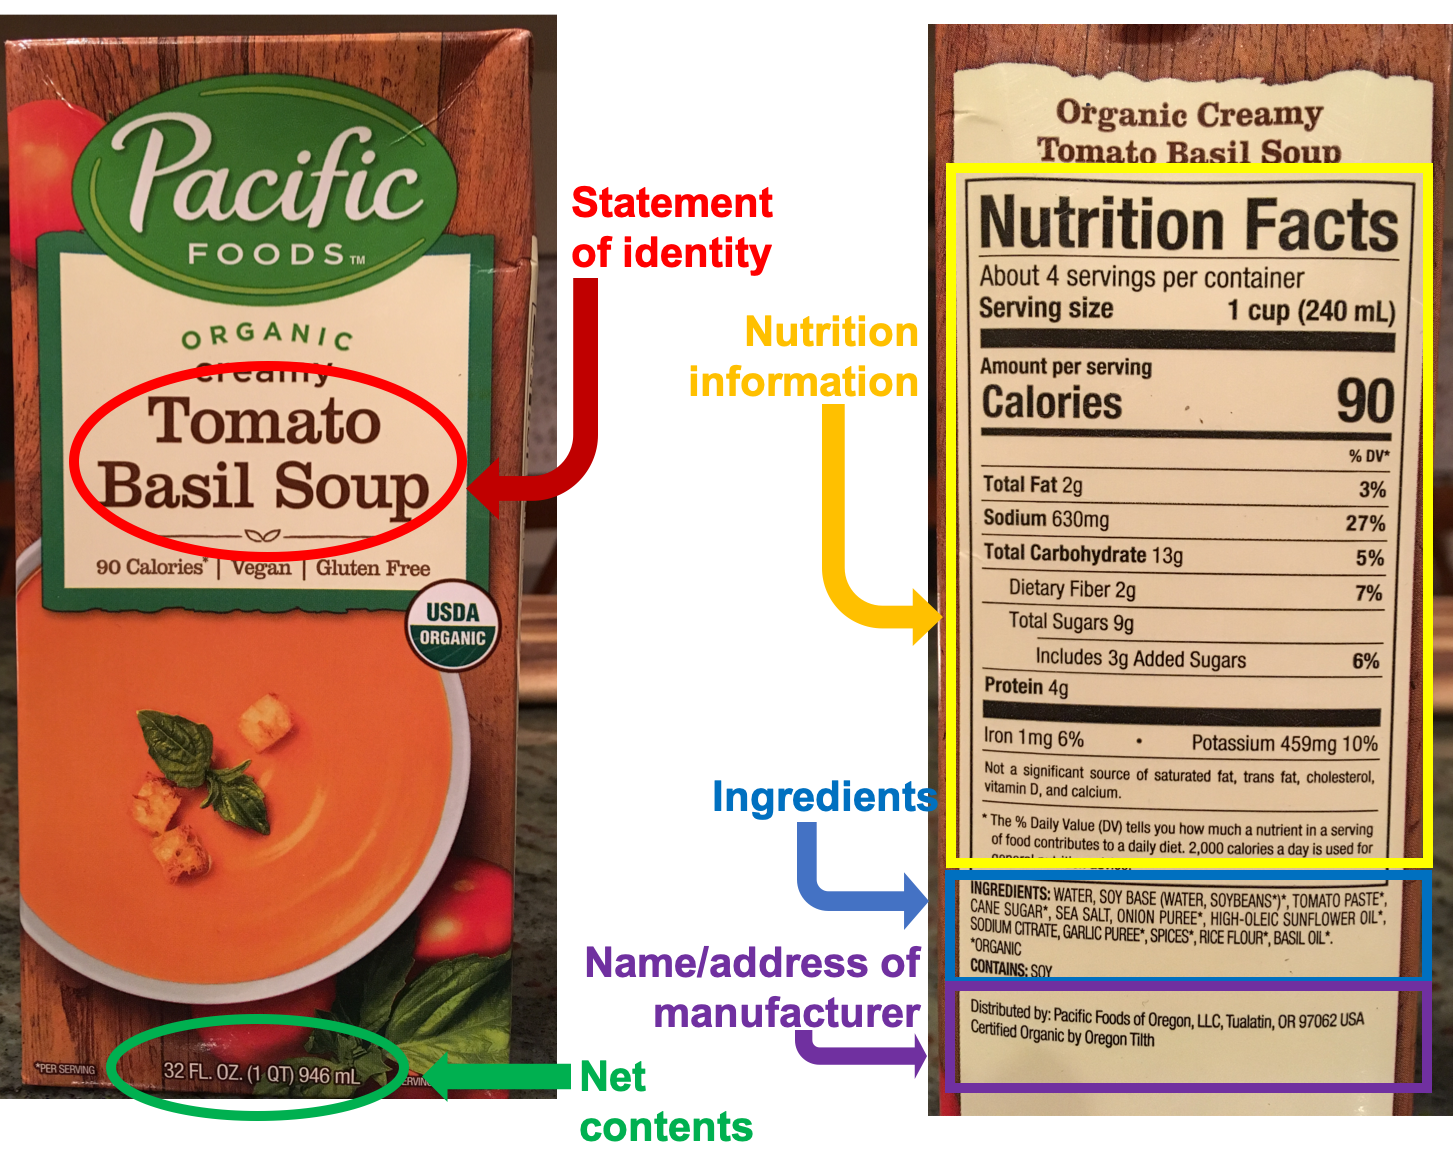 Pacific
FOODS™
ORGANIC
creamy
Tomato
Basil Soup
90 Calories* | Vegan | Gluten Free
USDA
ORGANIC
*PER SERVING
32 FL. OZ. (1 QT) 946 mL
Statement
of identity
Nutrition
information
Ingredients
Name/address of
manufacturer
Net
contents
Organic Creamy
Tomato Basil Soup
Nutrition Facts
About 4 servings per container
Serving size 1 cup (240 mL)
Amount per serving
Calories 90
% DV*
Total Fat 2g 3%
Sodium 630mg 27%
Total Carbohydrate 13g 5%
Dietary Fiber 2g 7%
Total Sugars 9g
Includes 3g Added Sugars 6%
Protein 4g
Iron 1mg 6% • Potassium 459mg 10%
Not a significant source of saturated fat, trans fat, cholesterol,
vitamin D, and calcium.
* The % Daily Value (DV) tells you how much a nutrient in a serving
of food contributes to a daily diet. 2,000 calories a day is used for
INGREDIENTS: WATER, SOY BASE (WATER, SOYBEANS*)*, TOMATO PASTE*,
CANE SUGAR*, SEA SALT, ONION PUREE*, HIGH-OLEIC SUNFLOWER OIL*,
SODIUM CITRATE, GARLIC PUREE*, SPICES*, RICE FLOUR*, BASIL OIL*.
*ORGANIC
CONTAINS: SOY
Distributed by: Pacific Foods of Oregon, LLC, Tualatin, OR 97062 USA
Certified Organic by Oregon Tilth